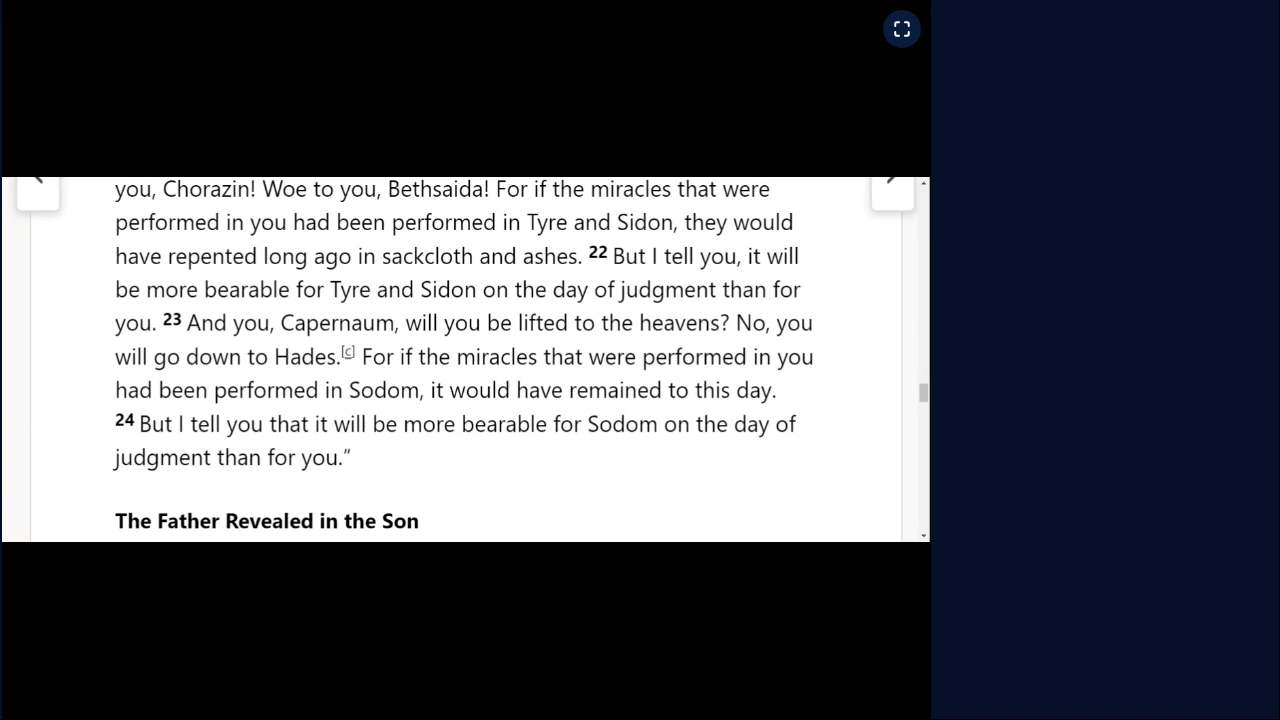 you, Chorazin! Woe to you, Bethsaida! For if the miracles that were
performed in you had been performed in Tyre and Sidon, they would
have repented long ago in sackcloth and ashes. 22 But I tell you, it will
be more bearable for Tyre and Sidon on the day of judgment than for
you. 23 And you, Capernaum, will you be lifted to the heavens? No, you
will go down to Hades.[c] For if the miracles that were performed in you
had been performed in Sodom, it would have remained to this day.
24 But I tell you that it will be more bearable for Sodom on the day of
judgment than for you.”
The Father Revealed in the Son